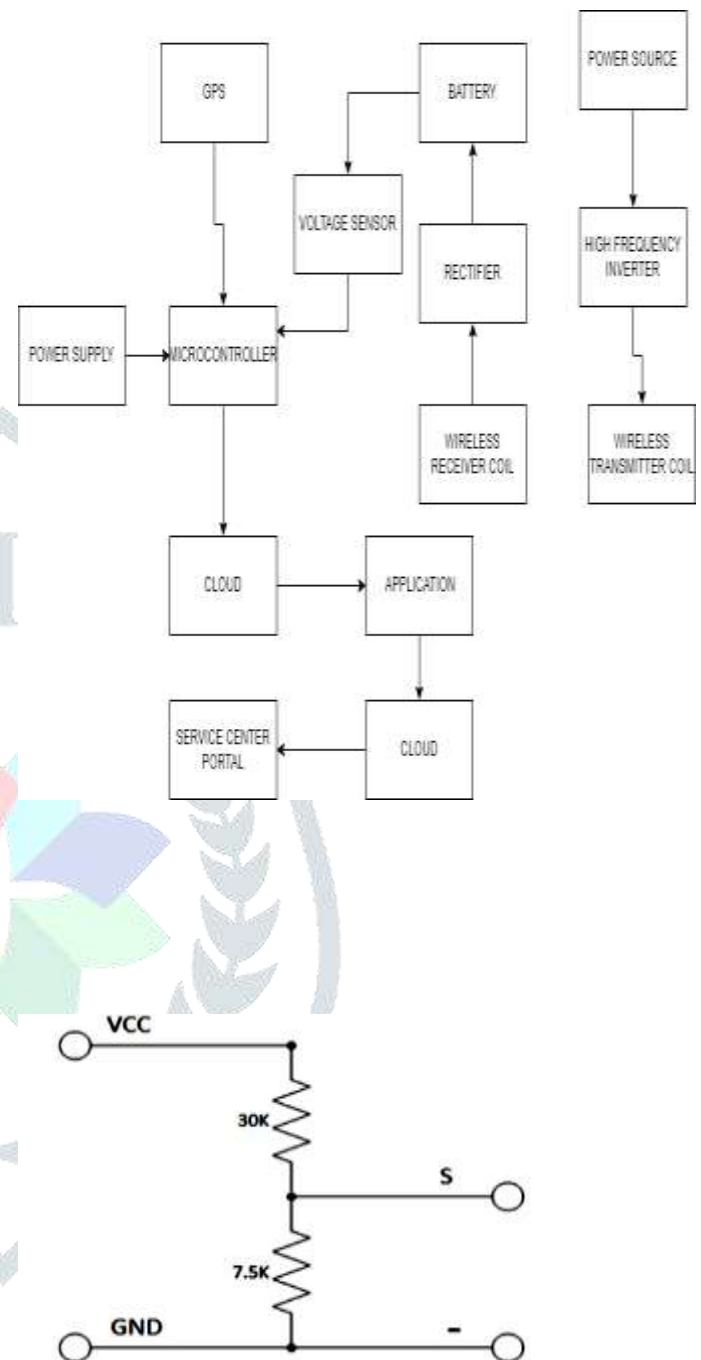 POWER SOURCE
GPS
BATTERY
VOLTAGE SENSOR
HIGH FREQUENCY
INVERTER
RECTIFIER
POWER SUPPLY
MICROCONTROLLER
WIRELESS
RECEIVER COIL
WIRELESS
TRANSMITTER COIL
CLOUD
APPLICATION
SERVICE CENTER
PORTAL
CLOUD
VCC
30K
S
7.5K
GND
-